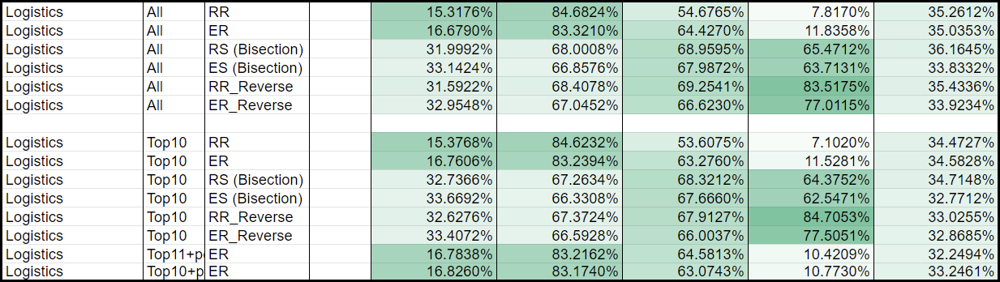 Logistics All RR 15.3176% 84.6824% 54.6765% 7.8170% 35.2612%
Logistics All ER 16.6790% 83.3210% 64.4270% 11.8358% 35.0353%
Logistics All RS (Bisection) 31.9992% 68.0008% 68.9595% 65.4712% 36.1645%
Logistics All ES (Bisection) 33.1424% 66.8576% 67.9872% 63.7131% 33.8332%
Logistics All RR_Reverse 31.5922% 68.4078% 69.2541% 83.5175% 35.4336%
Logistics All ER_Reverse 32.9548% 67.0452% 66.6230% 77.0115% 33.9234%
Logistics Top10 RR 15.3768% 84.6232% 53.6075% 7.1020% 34.4727%
Logistics Top10 ER 16.7606% 83.2394% 63.2760% 11.5281% 34.5828%
Logistics Top10 RS (Bisection) 32.7366% 67.2634% 68.3212% 64.3752% 34.7148%
Logistics Top10 ES (Bisection) 33.6692% 66.3308% 67.6660% 62.5471% 32.7712%
Logistics Top10 RR_Reverse 32.6276% 67.3724% 67.9127% 84.7053% 33.0255%
Logistics Top10 ER_Reverse 33.4072% 66.5928% 66.0037% 77.5051% 32.8685%
Logistics Top11+p ER 16.7838% 83.2162% 64.5813% 10.4209% 32.2494%
Logistics Top10+p ER 16.8260% 83.1740% 63.0743% 10.7730% 33.2461%